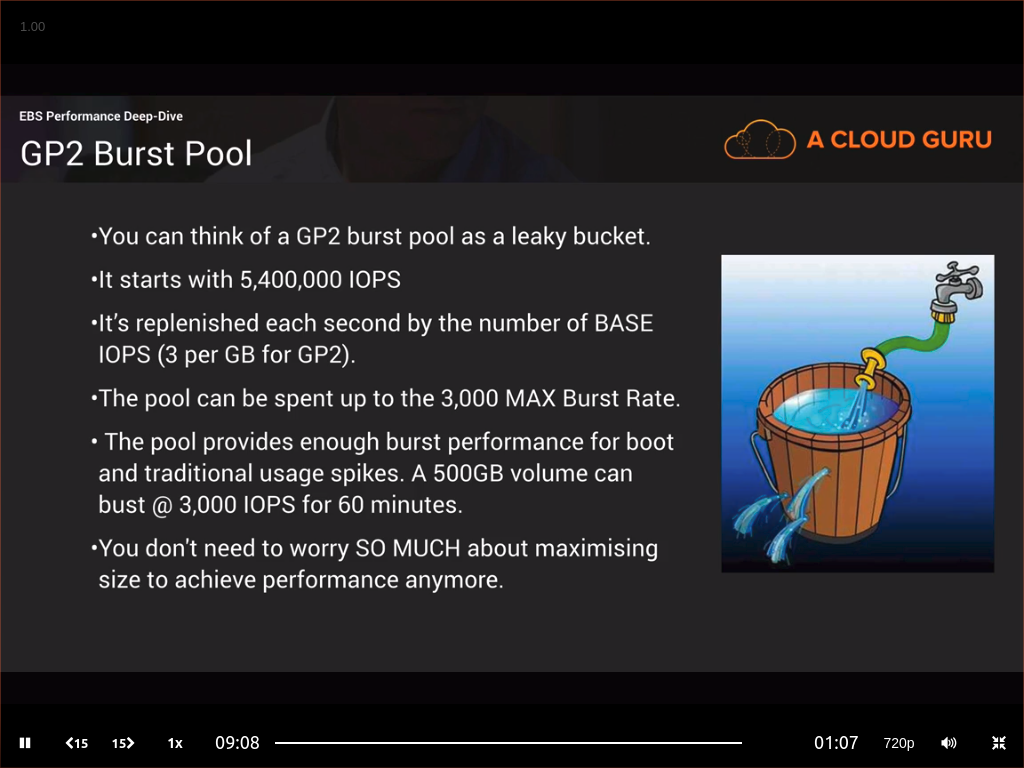 1.00
EBS Performance Deep-Dive
GP2 Burst Pool
A CLOUD GURU
•You can think of a GP2 burst pool as a leaky bucket.
•It starts with 5,400,000 IOPS
•It’s replenished each second by the number of BASE
IOPS (3 per GB for GP2).
•The pool can be spent up to the 3,000 MAX Burst Rate.
• The pool provides enough burst performance for boot
and traditional usage spikes. A 500GB volume can
bust @ 3,000 IOPS for 60 minutes.
•You don't need to worry SO MUCH about maximising
size to achieve performance anymore.
15 15 1x 09:08 01:07 720p